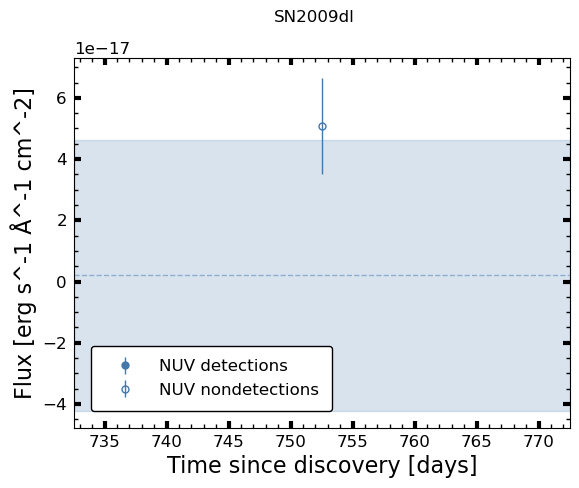 SN2009dl
1e−17
Flux [erg s^-1 Å^-1 cm^-2]
6
4
2
0
−2
−4
NUV detections
NUV nondetections
735 740 745 750 755 760 765 770
Time since discovery [days]